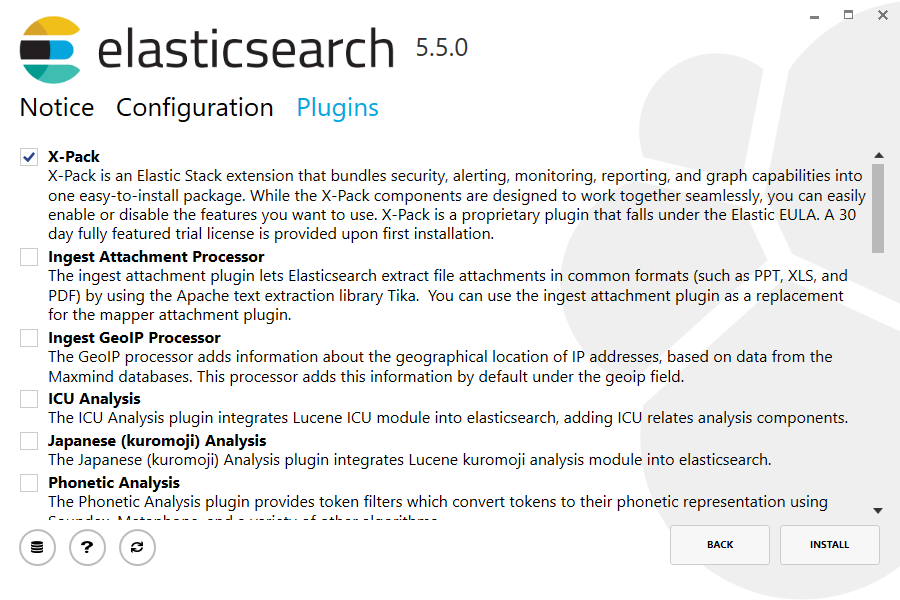 elasticsearch 5.5.0
Notice Configuration Plugins
X-Pack
X-Pack is an Elastic Stack extension that bundles security, alerting, monitoring, reporting, and graph capabilities into
one easy-to-install package. While the X-Pack components are designed to work together seamlessly, you can easily
enable or disable the features you want to use. X-Pack is a proprietary plugin that falls under the Elastic EULA. A 30
day fully featured trial license is provided upon first installation.
Ingest Attachment Processor
The ingest attachment plugin lets Elasticsearch extract file attachments in common formats (such as PPT, XLS, and
PDF) by using the Apache text extraction library Tika.  You can use the ingest attachment plugin as a replacement
for the mapper attachment plugin.
Ingest GeoIP Processor
The GeoIP processor adds information about the geographical location of IP addresses, based on data from the
Maxmind databases. This processor adds this information by default under the geoip field.
ICU Analysis
The ICU Analysis plugin integrates Lucene ICU module into elasticsearch, adding ICU relates analysis components.
Japanese (kuromoji) Analysis
The Japanese (kuromoji) Analysis plugin integrates Lucene kuromoji analysis module into elasticsearch.
Phonetic Analysis
The Phonetic Analysis plugin provides token filters which convert tokens to their phonetic representation using
Soundex, Metaphone, and a variety of other algorithms.
?
BACK
INSTALL